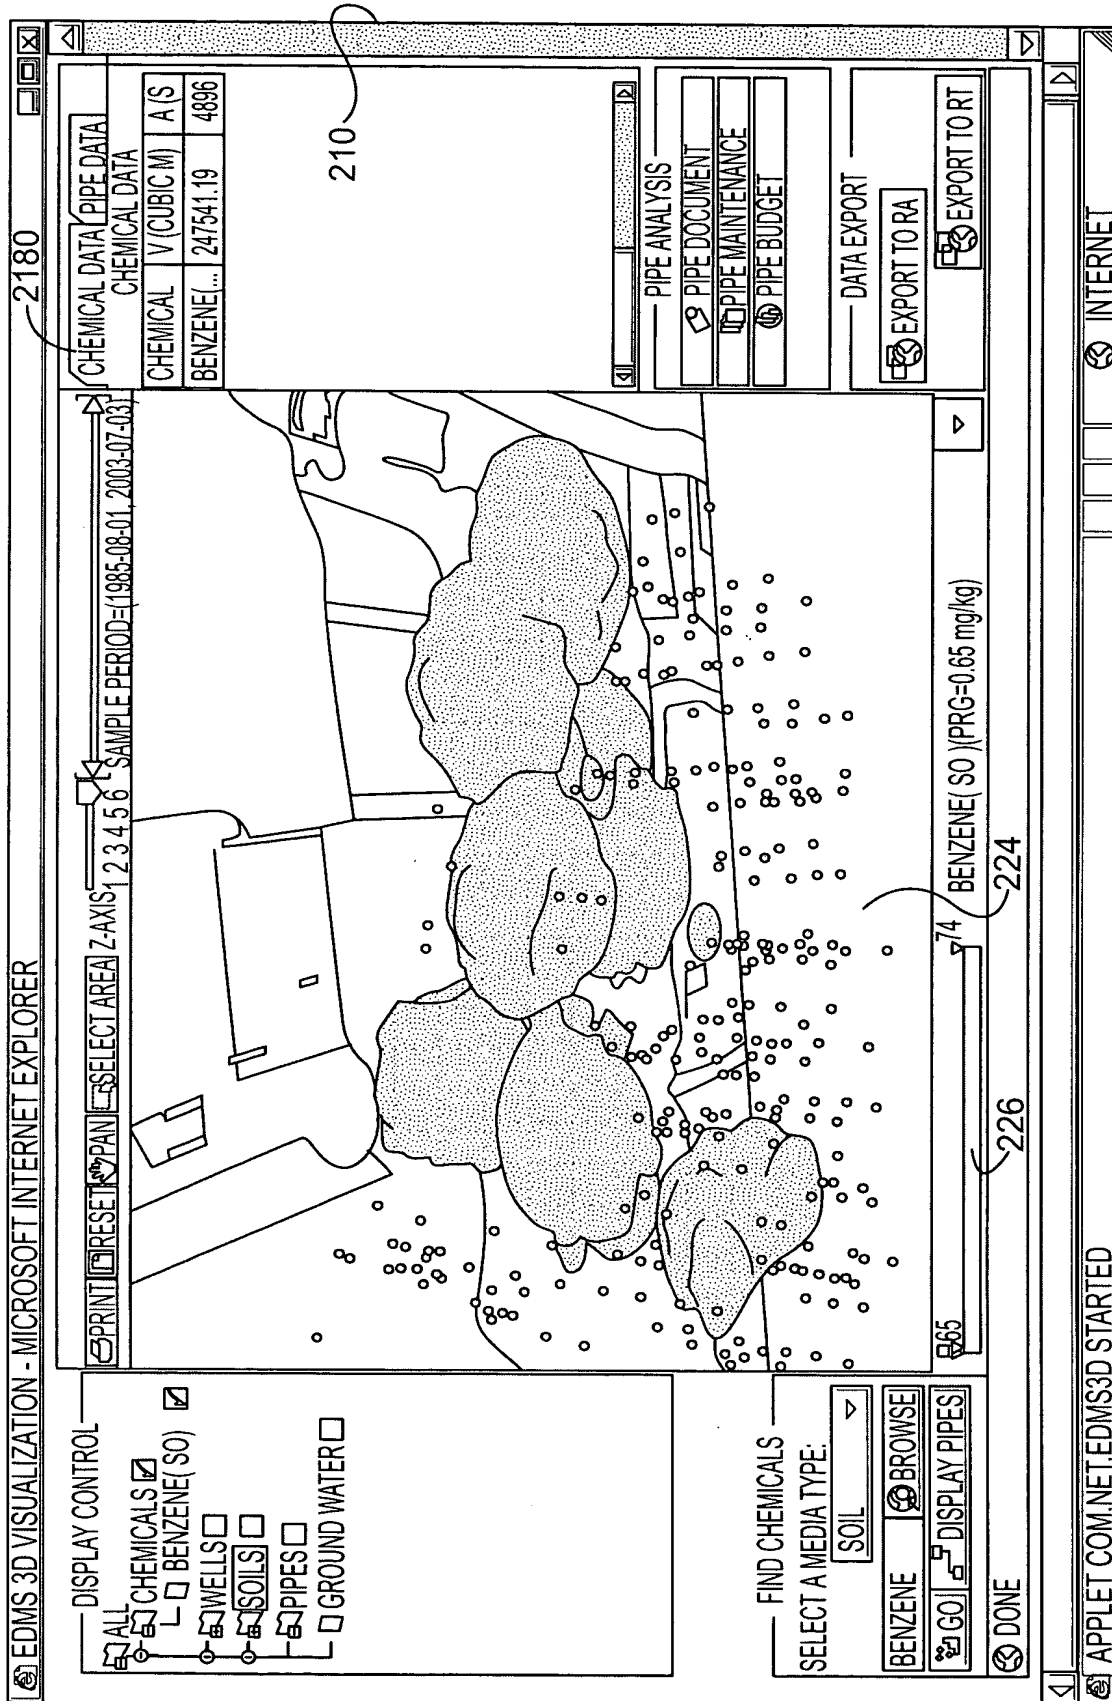 EDMS 3D VISUALIZATION - MICROSOFT INTERNET EXPLORER
2180
DISPLAY CONTROL
ALL
CHEMICALS
BENZENE( SO)
WELLS
SOILS
PIPES
GROUND WATER
FIND CHEMICALS
SELECT A MEDIA TYPE:
SOIL
BENZENE BROWSE
GO DISPLAY PIPES
PRINT RESET PAN SELECT AREA Z-AXIS 1 2 3 4 5 6 SAMPLE PERIOD=(1985-08-01, 2003-07-03)
.65 74 BENZENE( SO )(PRG=0.65 mg/kg)
226
224
CHEMICAL DATA PIPE DATA
CHEMICAL DATA
CHEMICAL V (CUBIC M) A (S
BENZENE(... 247541.19 4896
210
PIPE ANALYSIS
PIPE DOCUMENT
PIPE MAINTENANCE
PIPE BUDGET
DATA EXPORT
EXPORT TO RA
EXPORT TO RT
DONE
APPLET COM.NET.EDMS3D STARTED INTERNET